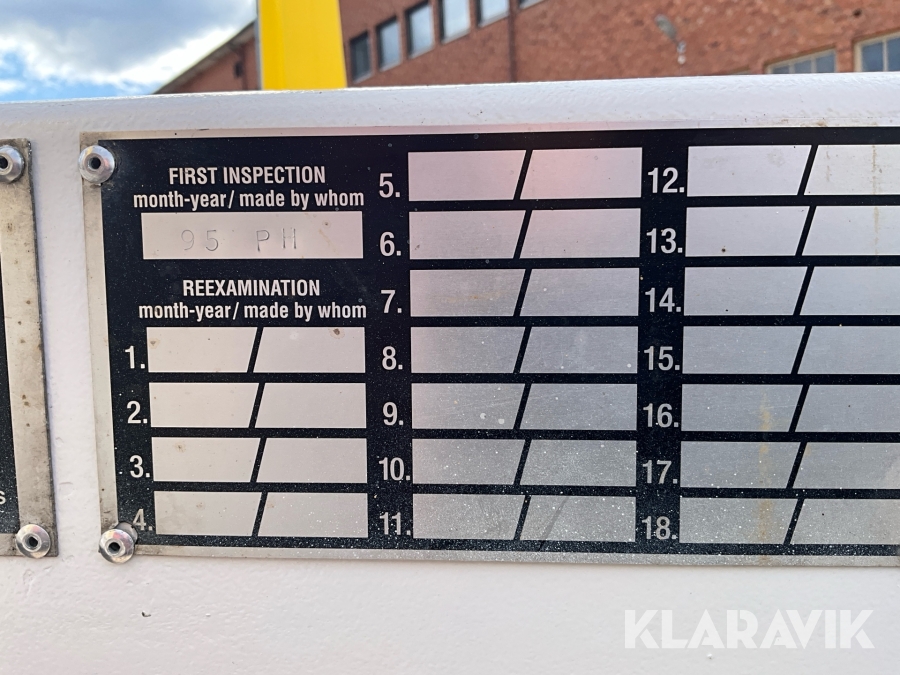 FIRST INSPECTION
month-year/ made by whom
95 PH
REEXAMINATION
month-year/ made by whom
1.
2.
3.
4.
5.
6.
7.
8.
9.
10.
11.
12.
13.
14.
15.
16.
17.
18.
s
KLARAVIK